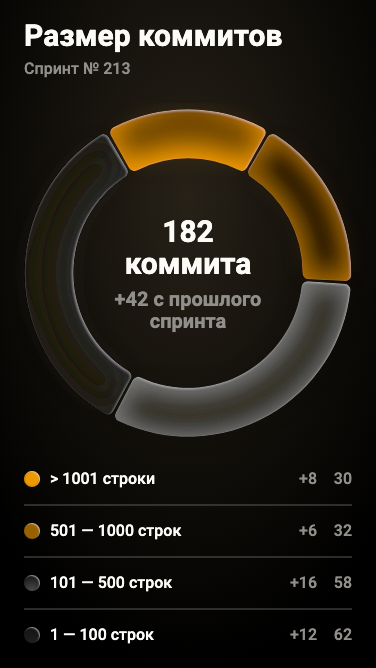 Размер коммитов
Спринт № 213
182
коммита
+42 с прошлого
спринта
> 1001 строки +8 30
501 — 1000 строк +6 32
101 — 500 строк +16 58
1 — 100 строк +12 62